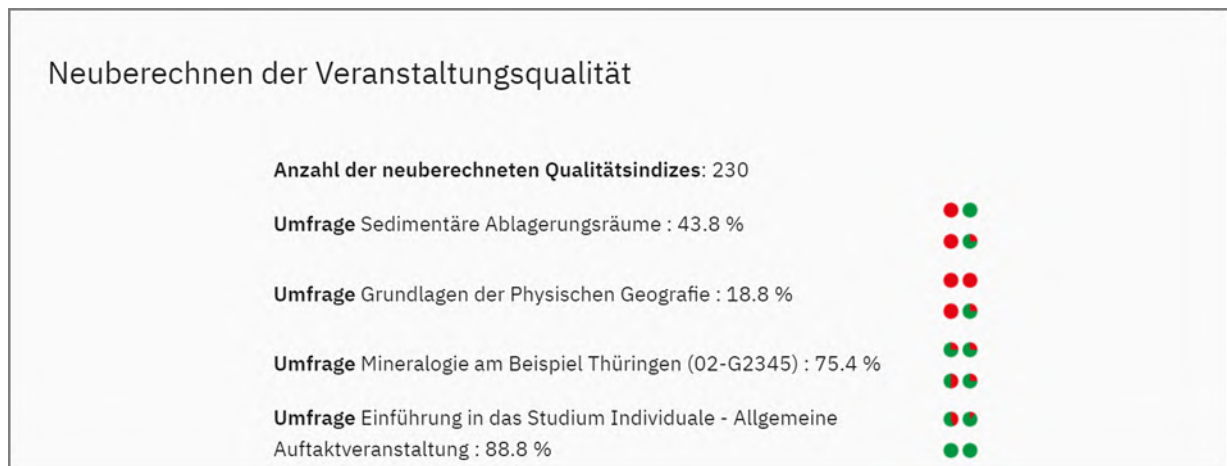 Neuberechnen der Veranstaltungsqualität
Anzahl der neuberechneten Qualitätsindizes: 230
Umfrage Sedimentäre Ablagerungsräume : 43.8 %
Umfrage Grundlagen der Physischen Geografie : 18.8 %
Umfrage Mineralogie am Beispiel Thüringen (02-G2345) : 75.4 %
Umfrage Einführung in das Studium Individuale - Allgemeine
Auftaktveranstaltung : 88.8 %